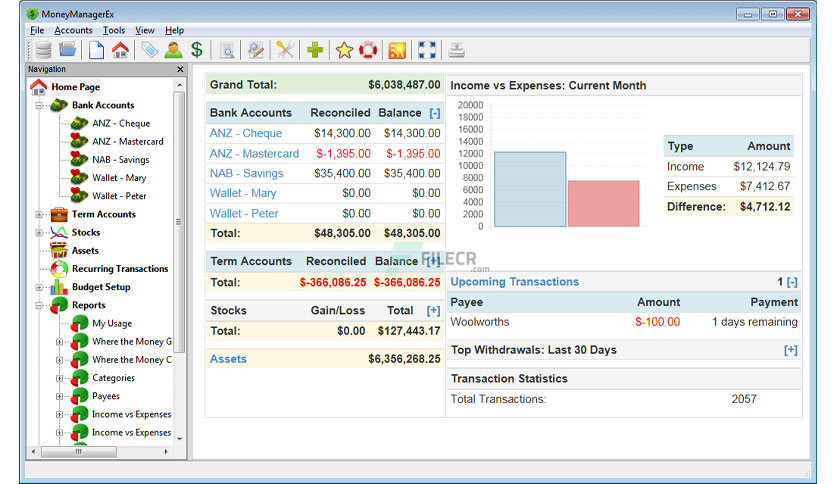 MoneyManagerEx
File Accounts Tools View Help
Navigation
Home Page
Bank Accounts
ANZ - Cheque
ANZ - Mastercard
NAB - Savings
Wallet - Mary
Wallet - Peter
Term Accounts
Stocks
Assets
Recurring Transactions
Budget Setup
Reports
My Usage
Where the Money G
Where the Money C
Categories
Payees
Income vs Expenses
Income vs Expenses
Grand Total: $6,038,487.00
Bank Accounts Reconciled Balance [-]
ANZ - Cheque $14,300.00 $14,300.00
ANZ - Mastercard $-1,395.00 $-1,395.00
NAB - Savings $35,400.00 $35,400.00
Wallet - Mary $0.00 $0.00
Wallet - Peter $0.00 $0.00
Total: $48,305.00 $48,305.00
Term Accounts Reconciled Balance [+]
Total: $-366,086.25 $-366,086.25
Stocks Gain/Loss Total [+]
Total: $0.00 $127,443.17
Assets $6,356,268.25
Income vs Expenses: Current Month
20000
18000
16000
14000
12000
10000
8000
6000
4000
2000
0
Type Amount
Income $12,124.79
Expenses $7,412.67
Difference: $4,712.12
FILECR
.com
Upcoming Transactions 1 [-]
Payee Amount Payment
Woolworths $-100.00 1 days remaining
Top Withdrawals: Last 30 Days [+]
Transaction Statistics
Total Transactions: 2057